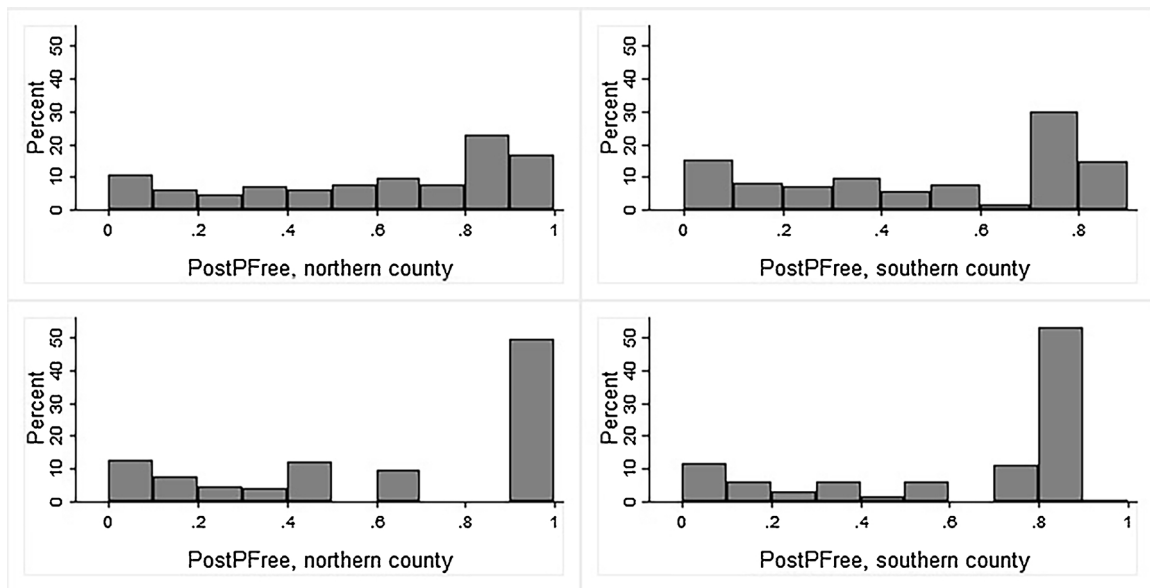 Percent
0 10 20 30 40 50
0 .2 .4 .6 .8 1
PostPFree, northern county
Percent
0 10 20 30 40 50
0 .2 .4 .6 .8
PostPFree, southern county
Percent
0 10 20 30 40 50
0 .2 .4 .6 .8 1
PostPFree, northern county
Percent
0 10 20 30 40 50
0 .2 .4 .6 .8 1
PostPFree, southern county